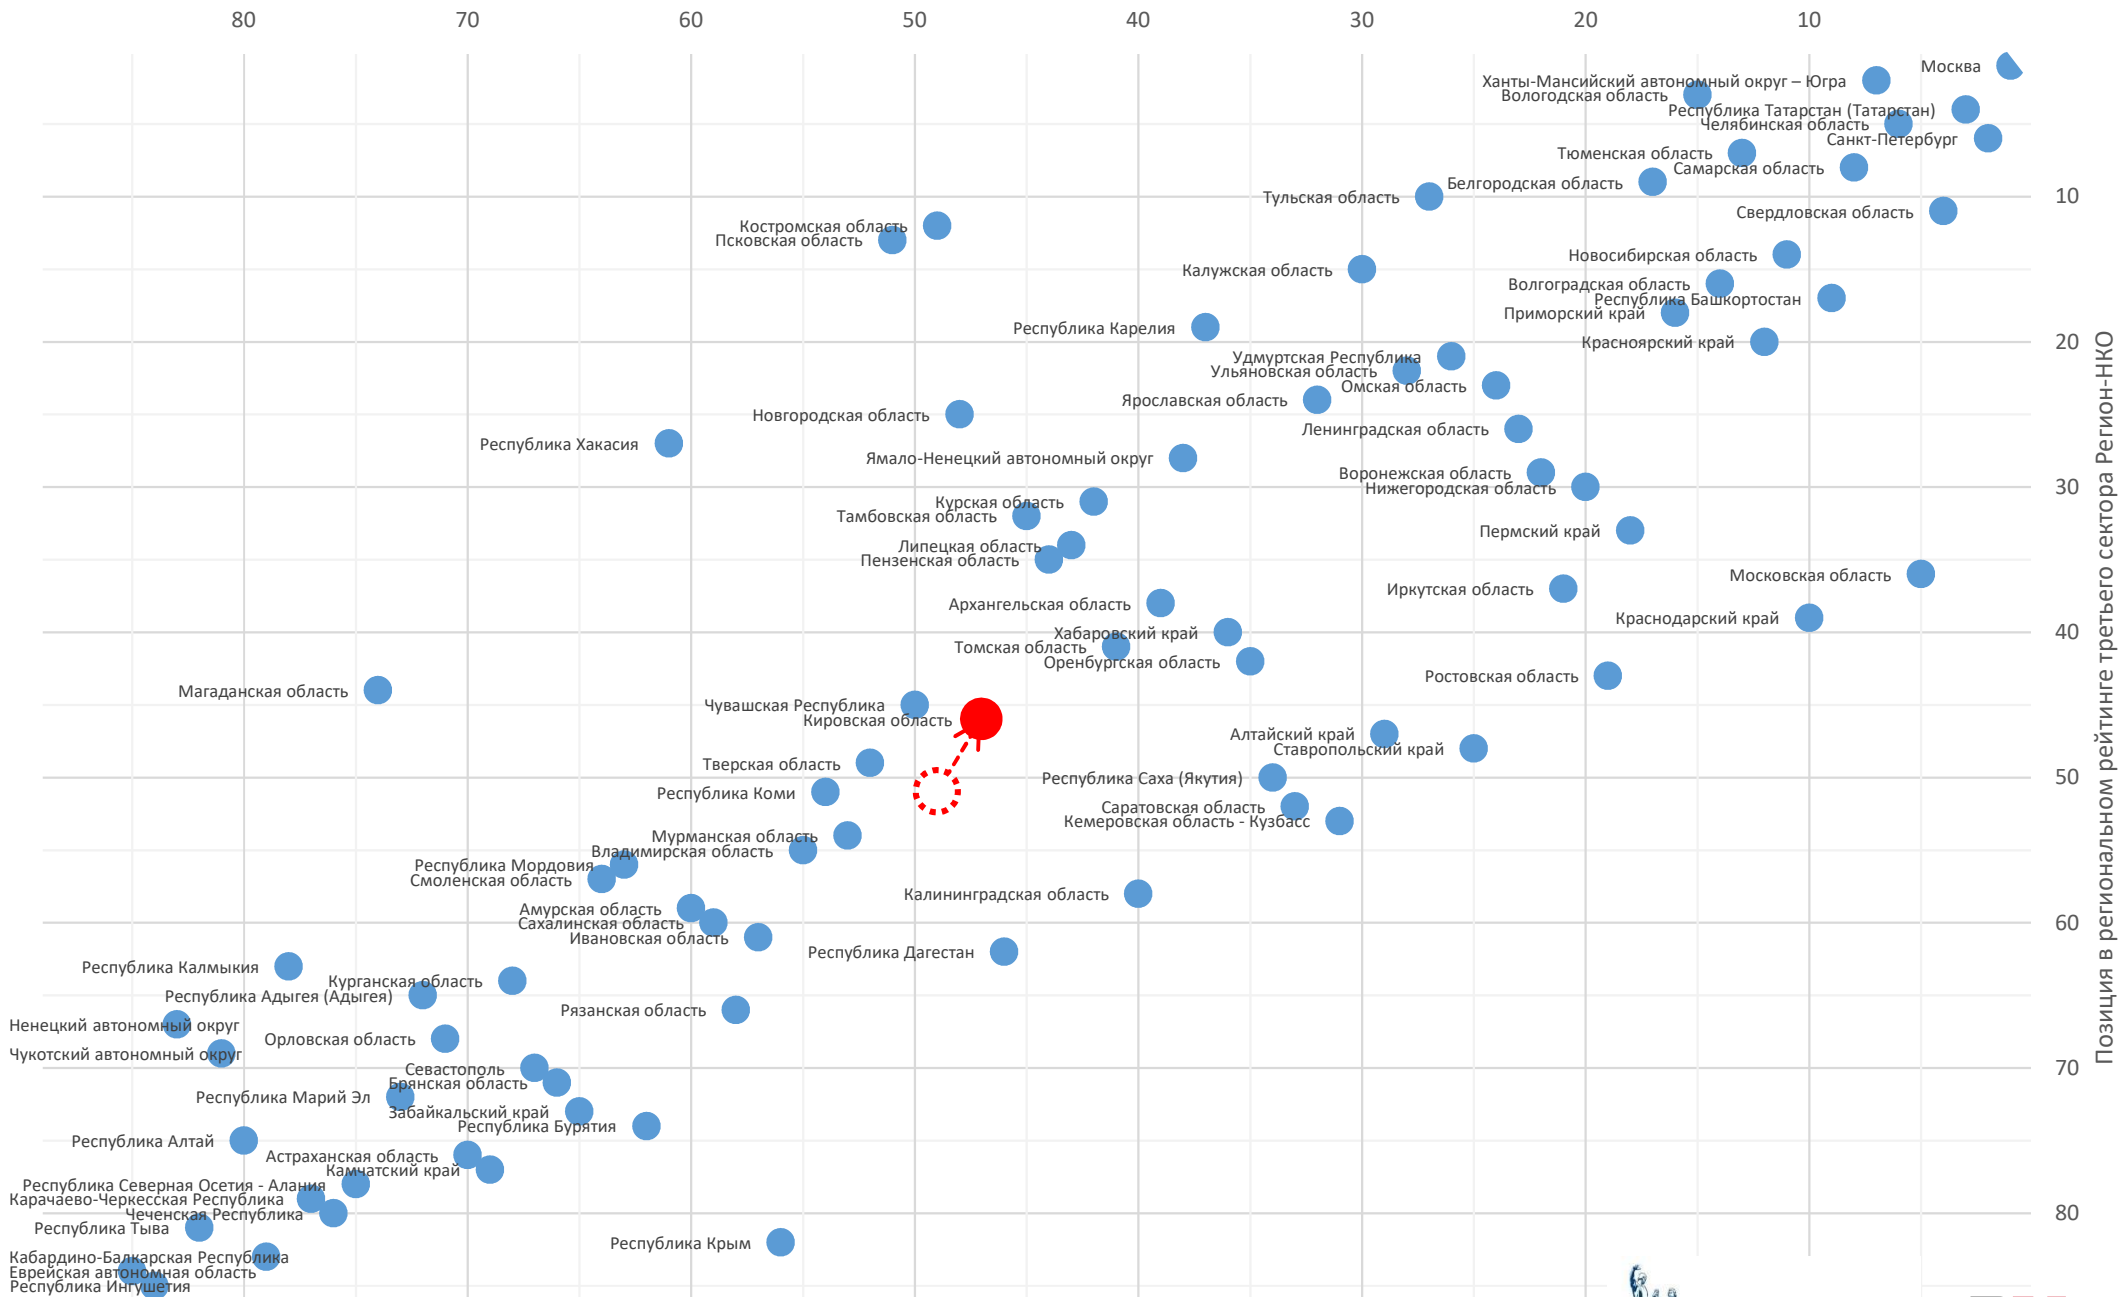 80 70 60 50 40 30 20 10
Москва
Ханты-Мансийский автономный округ – Югра
Вологодская область
Республика Татарстан (Татарстан)
Челябинская область
Санкт-Петербург
Тюменская область
Самарская область
Белгородская область
Тульская область
10
Свердловская область
Костромская область
Псковская область
Новосибирская область
Калужская область
Волгоградская область
Республика Башкортостан
Приморский край
Республика Карелия
Красноярский край
20
Удмуртская Республика
Ульяновская область
Омская область
Ярославская область
Новгородская область
Ленинградская область
Республика Хакасия
Ямало-Ненецкий автономный округ
Воронежская область
Нижегородская область
30
Курская область
Тамбовская область
Пермский край
Липецкая область
Пензенская область
Московская область
Иркутская область
Архангельская область
Краснодарский край
Хабаровский край
40
Томская область
Оренбургская область
Ростовская область
Магаданская область
Чувашская Республика
Кировская область
Алтайский край
Ставропольский край
Тверская область
Республика Саха (Якутия)
50
Республика Коми
Саратовская область
Кемеровская область - Кузбасс
Мурманская область
Владимирская область
Республика Мордовия
Смоленская область
Калининградская область
Амурская область
Сахалинская область
60
Ивановская область
Республика Дагестан
Республика Калмыкия
Курганская область
Республика Адыгея (Адыгея)
Рязанская область
Ненецкий автономный округ
Орловская область
Чукотский автономный округ
Севастополь
70
Брянская область
Республика Марий Эл
Забайкальский край
Республика Бурятия
Республика Алтай
Астраханская область
Камчатский край
Республика Северная Осетия - Алания
Карачаево-Черкесская Республика
Чеченская Республика
80
Республика Тыва
Республика Крым
Кабардино-Балкарская Республика
Еврейская автономная область
Республика Ингушетия
Позиция в региональном рейтинге третьего сектора Регион-НКО